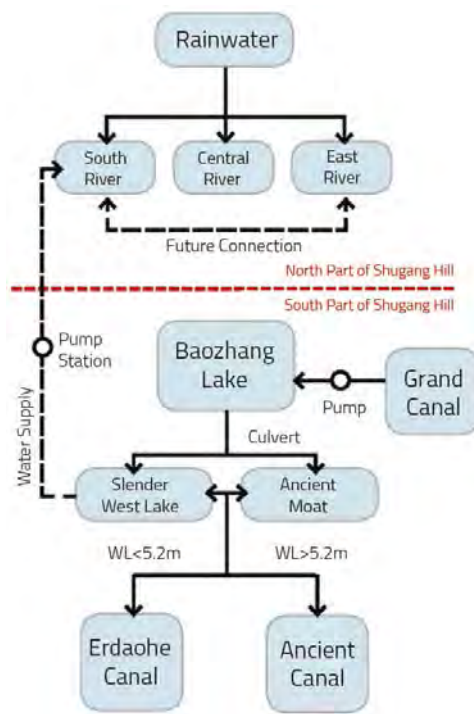 Rainwater
South
River
Central
River
East
River
Future Connection
North Part of Shugang Hill
South Part of Shugang Hill
Pump
Station
Water Supply
Baozhang
Lake
Pump
Grand
Canal
Culvert
Slender
West Lake
Ancient
Moat
WL<5.2m
WL>5.2m
Erdaohe
Canal
Ancient
Canal